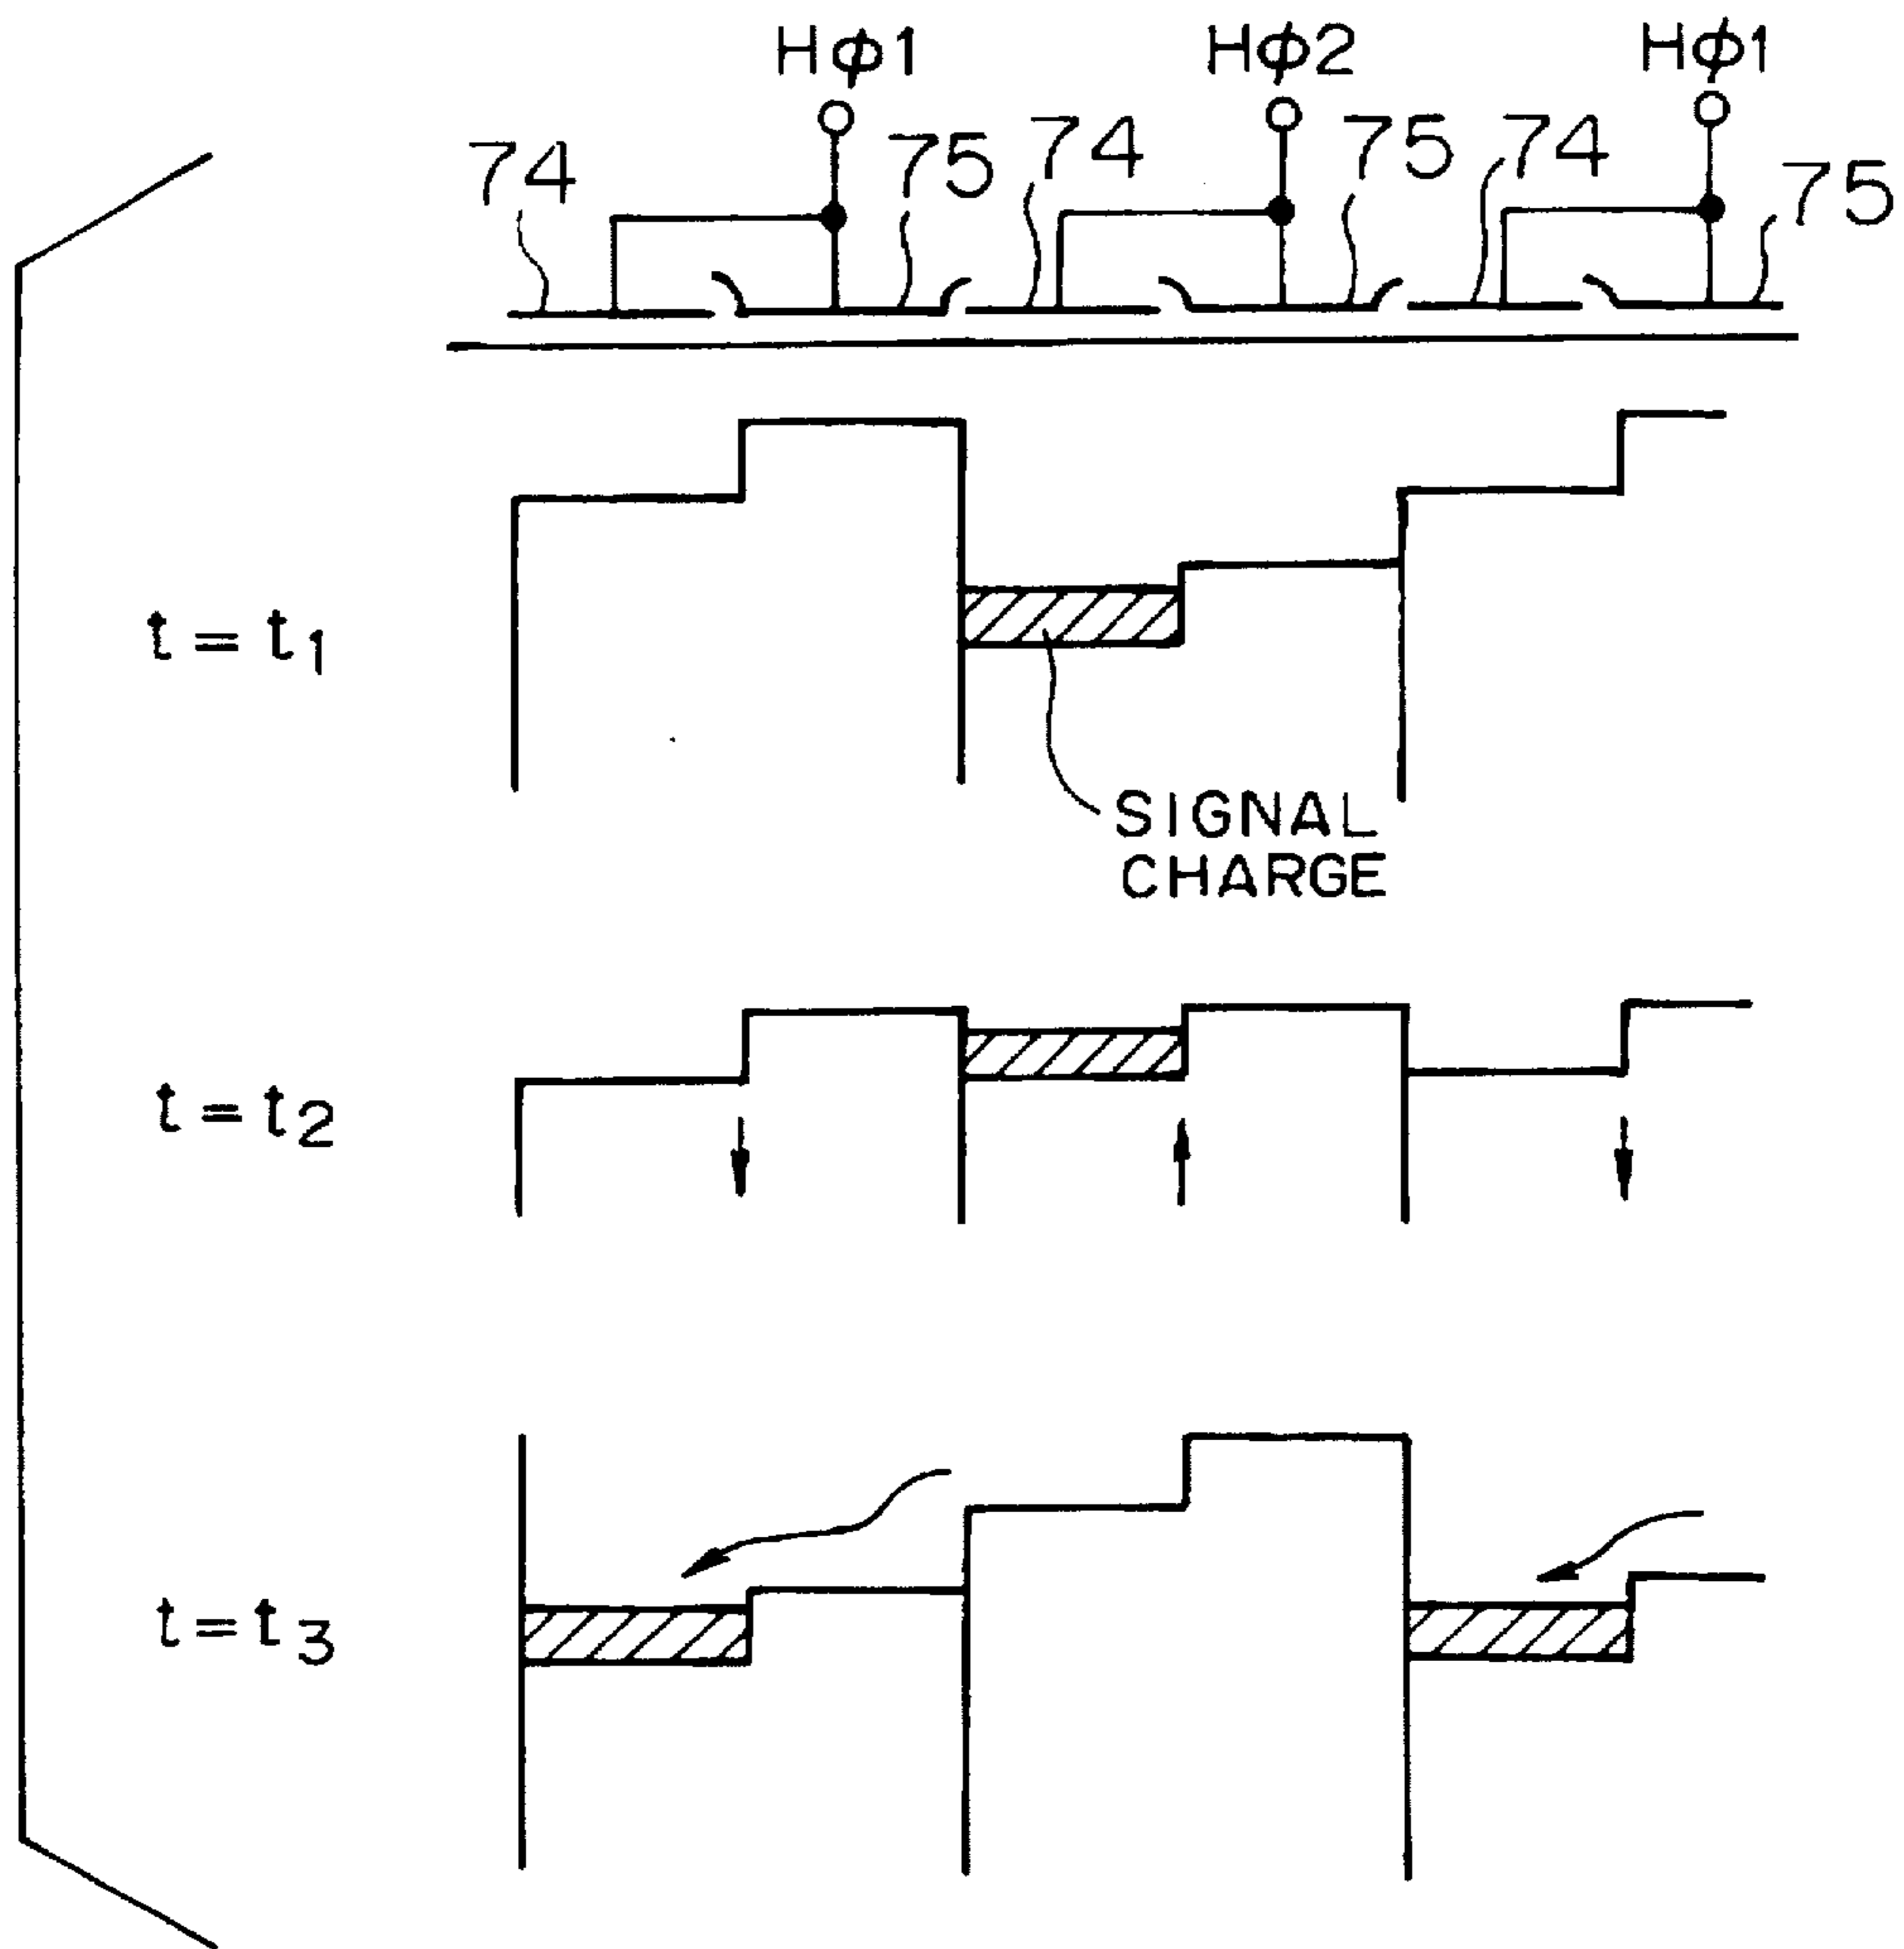 Hφ1 Hφ2 Hφ1
74 75 74 75 74 75
t=t1
SIGNAL
CHARGE
t=t2
t=t3